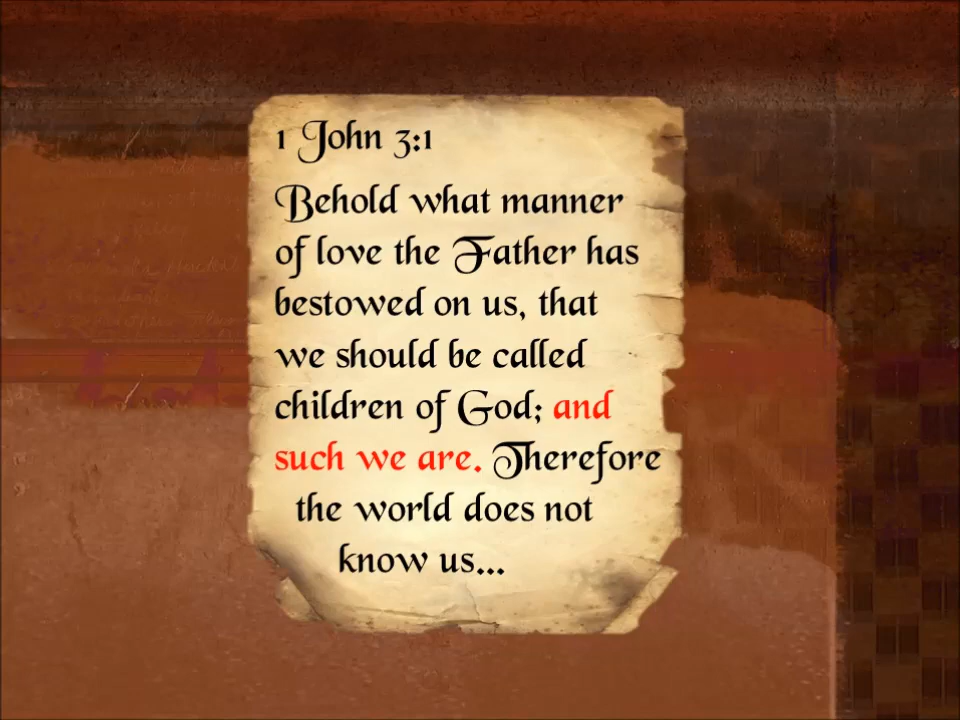 1 John 3:1
Behold what manner
of love the Father has
bestowed on us, that
we should be called
children of God; and
such we are. Therefore
the world does not
know us...